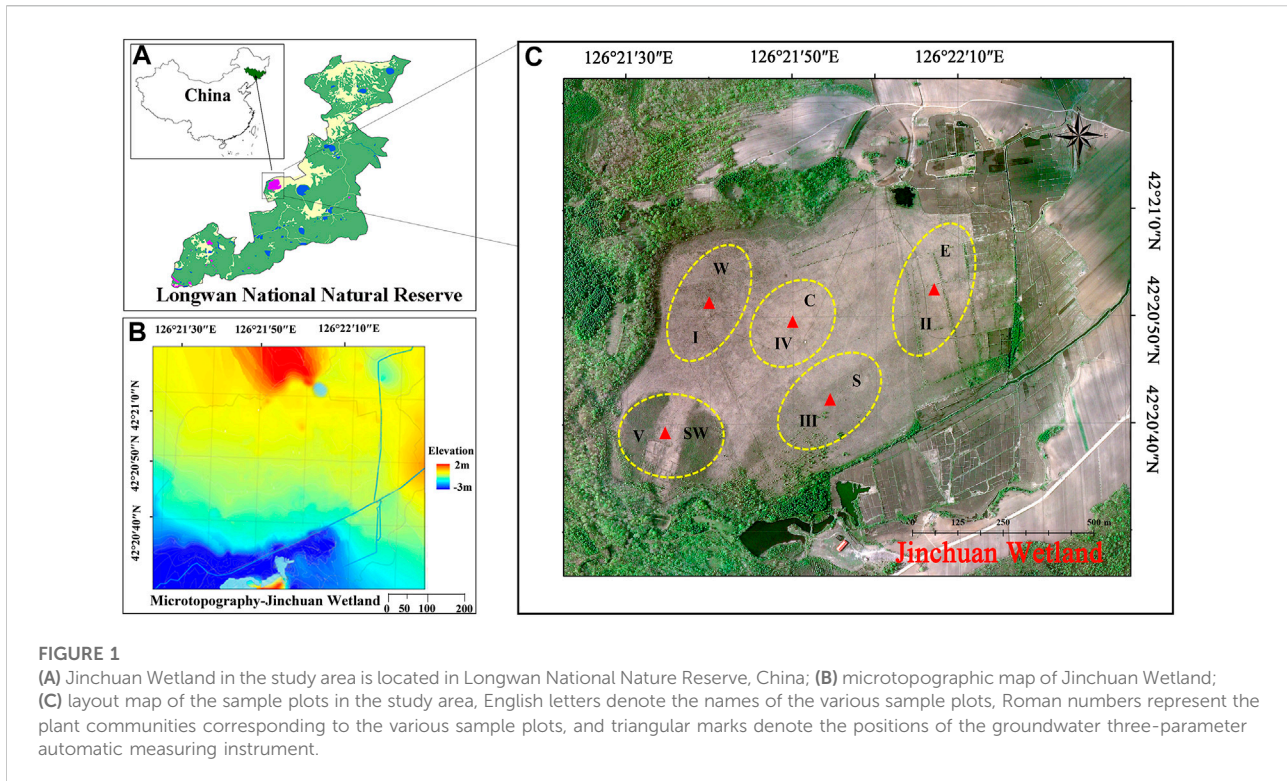 A
China
Longwan National Natural Reserve
B
126°21′30″E 126°21′50″E 126°22′10″E
42°21′0″N
42°20′50″N
42°20′40″N
Elevation
2m
-3m
Microtopography-Jinchuan Wetland
0 50 100 200
C
126°21′30″E 126°21′50″E 126°22′10″E
42°21′0″N
42°20′50″N
42°20′40″N
W
I
C
IV
E
II
S
III
V SW
0 125 250 500 m
Jinchuan Wetland
FIGURE 1
(A) Jinchuan Wetland in the study area is located in Longwan National Nature Reserve, China; (B) microtopographic map of Jinchuan Wetland;
(C) layout map of the sample plots in the study area, English letters denote the names of the various sample plots, Roman numbers represent the
plant communities corresponding to the various sample plots, and triangular marks denote the positions of the groundwater three-parameter
automatic measuring instrument.